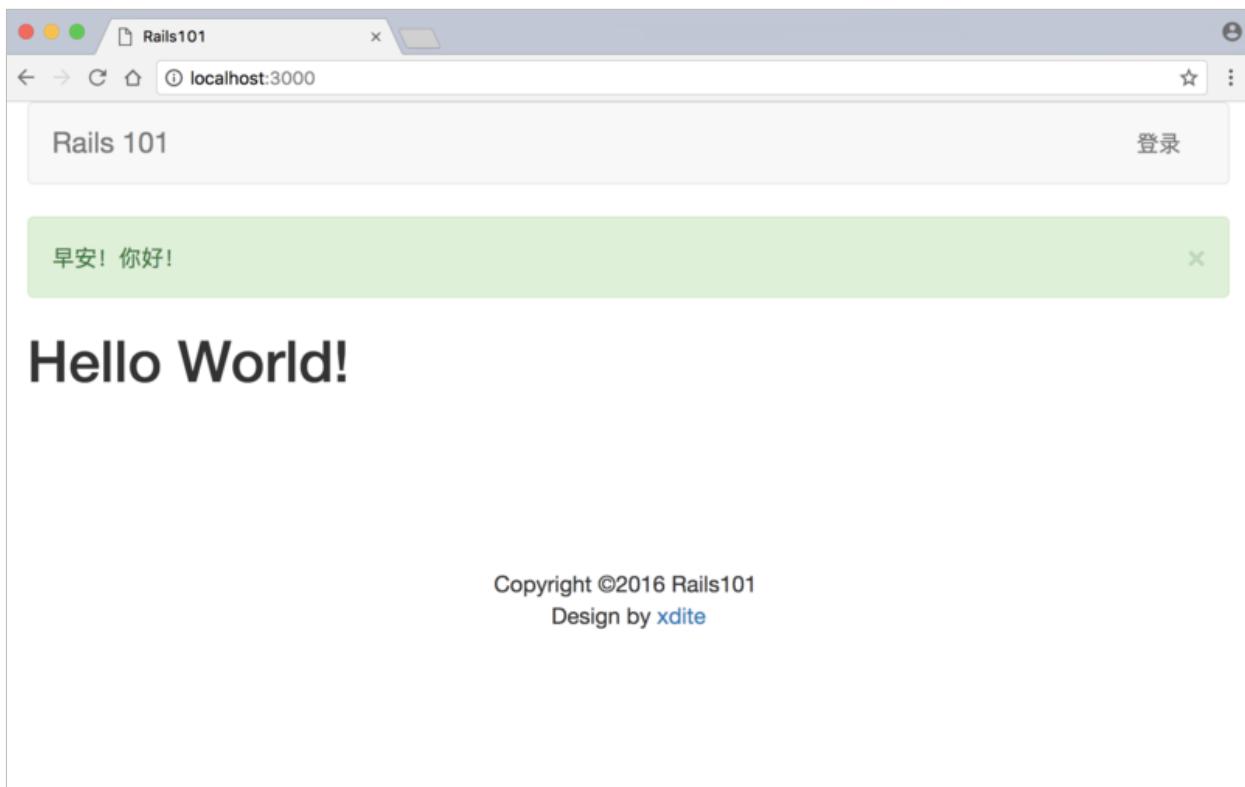 Rails101
localhost:3000
Rails 101 登录
早安！你好！ ×
Hello World!
Copyright ©2016 Rails101
Design by xdite